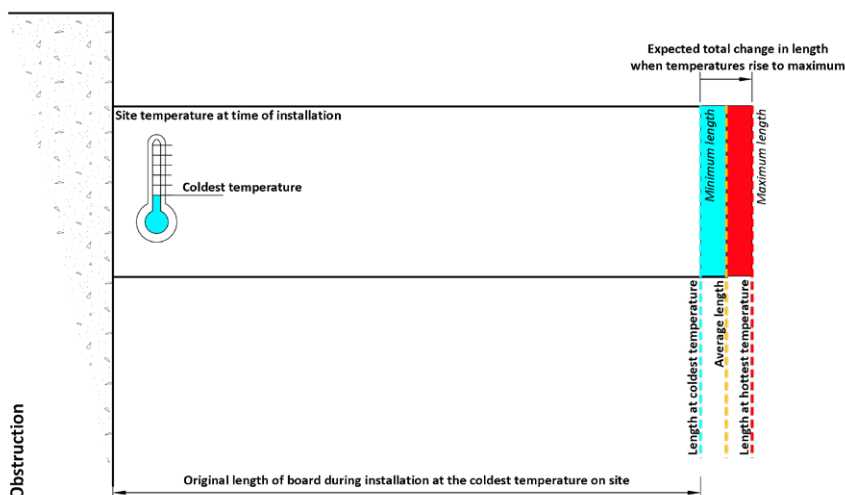 Expected total change in length
when temperatures rise to maximum
Site temperature at time of installation
Coldest temperature
Minimum length
Maximum length
Length at coldest temperature
Average length
Length at hottest temperature
Obstruction
Original length of board during installation at the coldest temperature on site